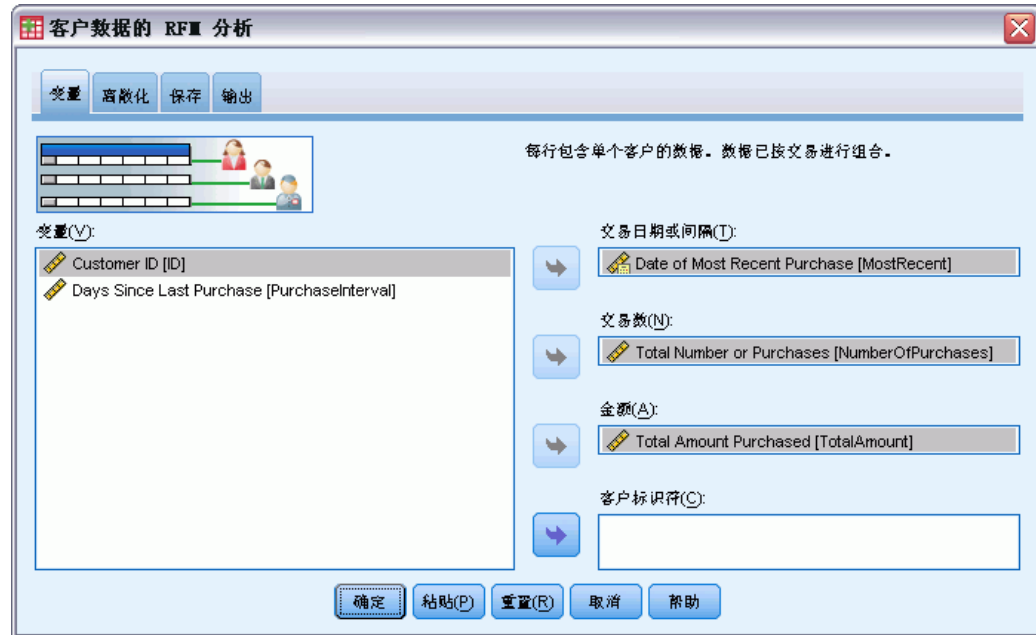 客户数据的 RFM 分析
变量 离散化 保存 输出
每行包含单个客户的数据。数据已按交易进行组合。
变量(V):
Customer ID [ID]
Days Since Last Purchase [PurchaseInterval]
交易日期或间隔(T):
Date of Most Recent Purchase [MostRecent]
交易数(N):
Total Number or Purchases [NumberOfPurchases]
金额(A):
Total Amount Purchased [TotalAmount]
客户标识符(C):
确定 粘贴(P) 重置(R) 取消 帮助